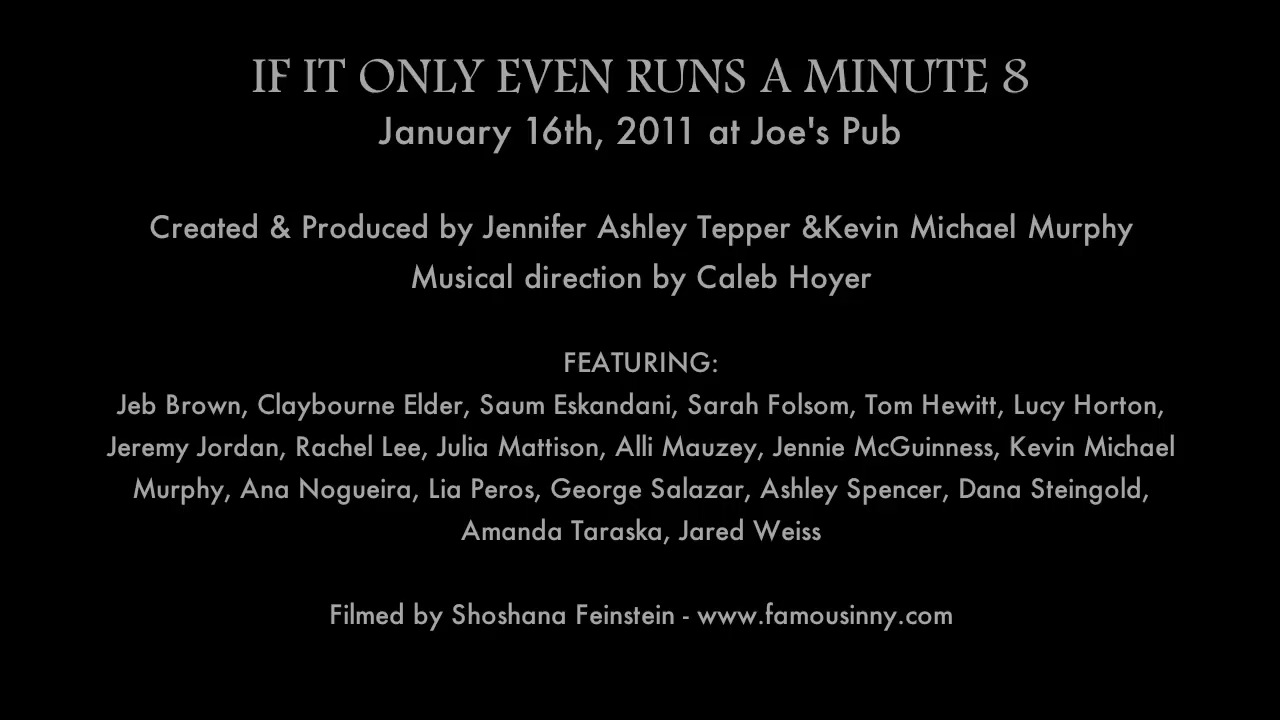 IF IT ONLY EVEN RUNS A MINUTE 8
January 16th, 2011 at Joe's Pub
Created & Produced by Jennifer Ashley Tepper &Kevin Michael Murphy
Musical direction by Caleb Hoyer
FEATURING:
Jeb Brown, Claybourne Elder, Saum Eskandani, Sarah Folsom, Tom Hewitt, Lucy Horton,
Jeremy Jordan, Rachel Lee, Julia Mattison, Alli Mauzey, Jennie McGuinness, Kevin Michael
Murphy, Ana Nogueira, Lia Peros, George Salazar, Ashley Spencer, Dana Steingold,
Amanda Taraska, Jared Weiss
Filmed by Shoshana Feinstein - www.famousinny.com